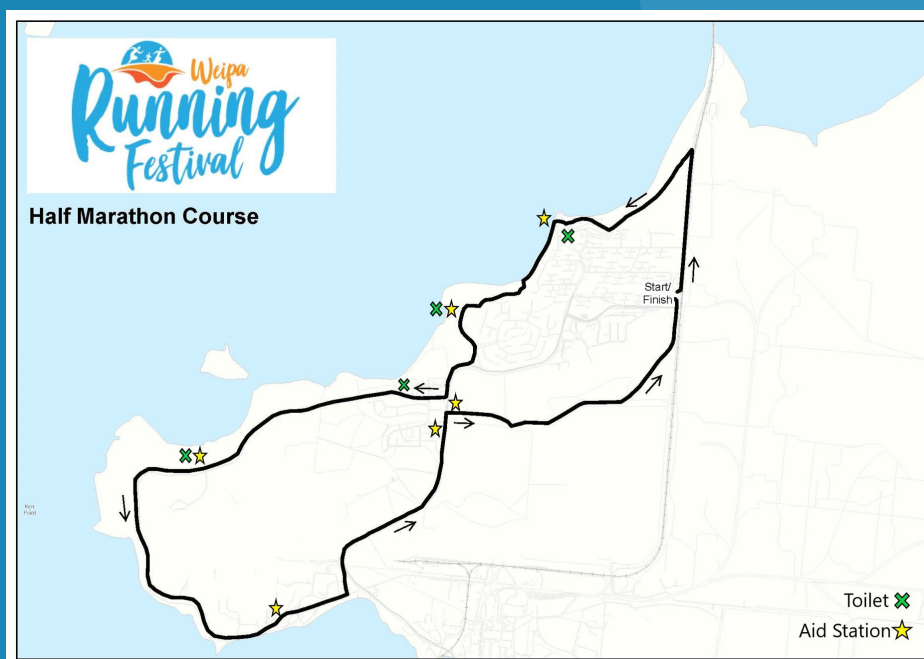 Weipa
Running
Festival
Half Marathon Course
Start/
Finish
Toilet
Aid Station